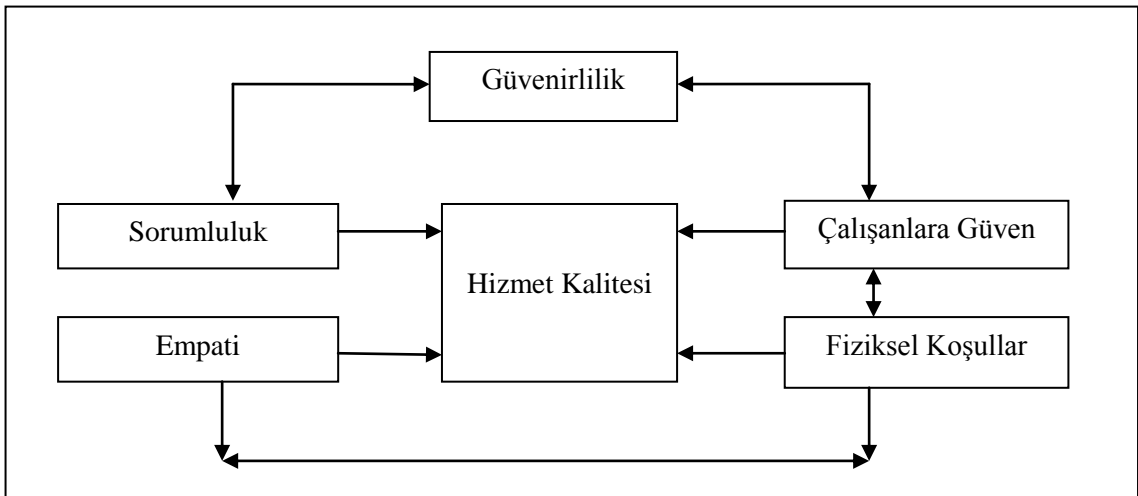 Güvenirlilik
Sorumluluk
Hizmet Kalitesi
Çalışanlara Güven
Empati
Fiziksel Koşullar